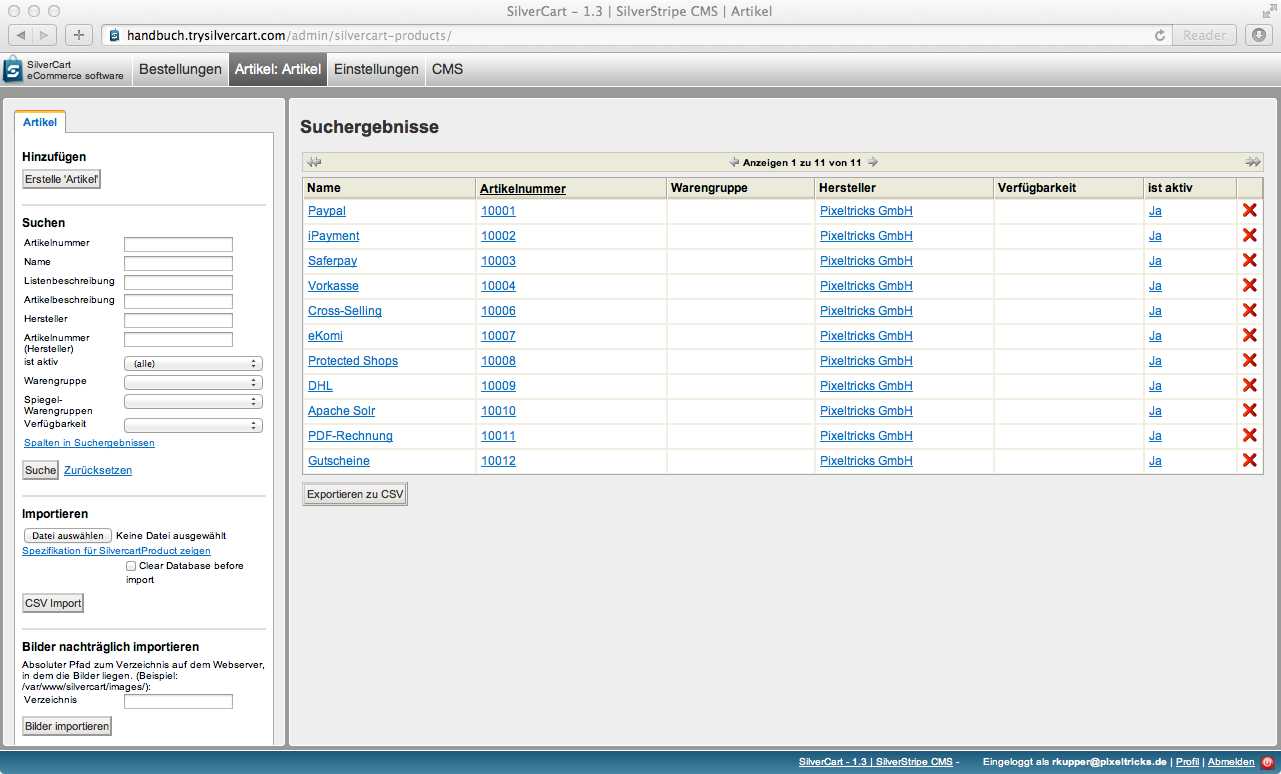 SilverCart - 1.3 | SilverStripe CMS | Artikel
handbuch.trysilvercart.com/admin/silvercart-products/
Reader
SilverCart
eCommerce software
Bestellungen Artikel: Artikel Einstellungen CMS
Artikel
Hinzufügen
Erstelle 'Artikel'
Suchen
Artikelnummer
Name
Listenbeschreibung
Artikelbeschreibung
Hersteller
Artikelnummer
(Hersteller)
ist aktiv (alle)
Warengruppe
Spiegel-
Warengruppen
Verfügbarkeit
Spalten in Suchergebnissen
Suche Zurücksetzen
Importieren
Datei auswählen Keine Datei ausgewählt
Spezifikation für SilvercartProduct zeigen
Clear Database before
import
CSV Import
Bilder nachträglich importieren
Absoluter Pfad zum Verzeichnis auf dem Webserver,
in dem die Bilder liegen. (Beispiel:
/var/www/silvercart/images/):
Verzeichnis
Bilder importieren
Suchergebnisse
Anzeigen 1 zu 11 von 11
Name Artikelnummer Warengruppe Hersteller Verfügbarkeit ist aktiv
Paypal 10001 Pixeltricks GmbH Ja
iPayment 10002 Pixeltricks GmbH Ja
Saferpay 10003 Pixeltricks GmbH Ja
Vorkasse 10004 Pixeltricks GmbH Ja
Cross-Selling 10006 Pixeltricks GmbH Ja
eKomi 10007 Pixeltricks GmbH Ja
Protected Shops 10008 Pixeltricks GmbH Ja
DHL 10009 Pixeltricks GmbH Ja
Apache Solr 10010 Pixeltricks GmbH Ja
PDF-Rechnung 10011 Pixeltricks GmbH Ja
Gutscheine 10012 Pixeltricks GmbH Ja
Exportieren zu CSV
SilverCart - 1.3 | SilverStripe CMS - Eingeloggt als rkupper@pixeltricks.de | Profil | Abmelden